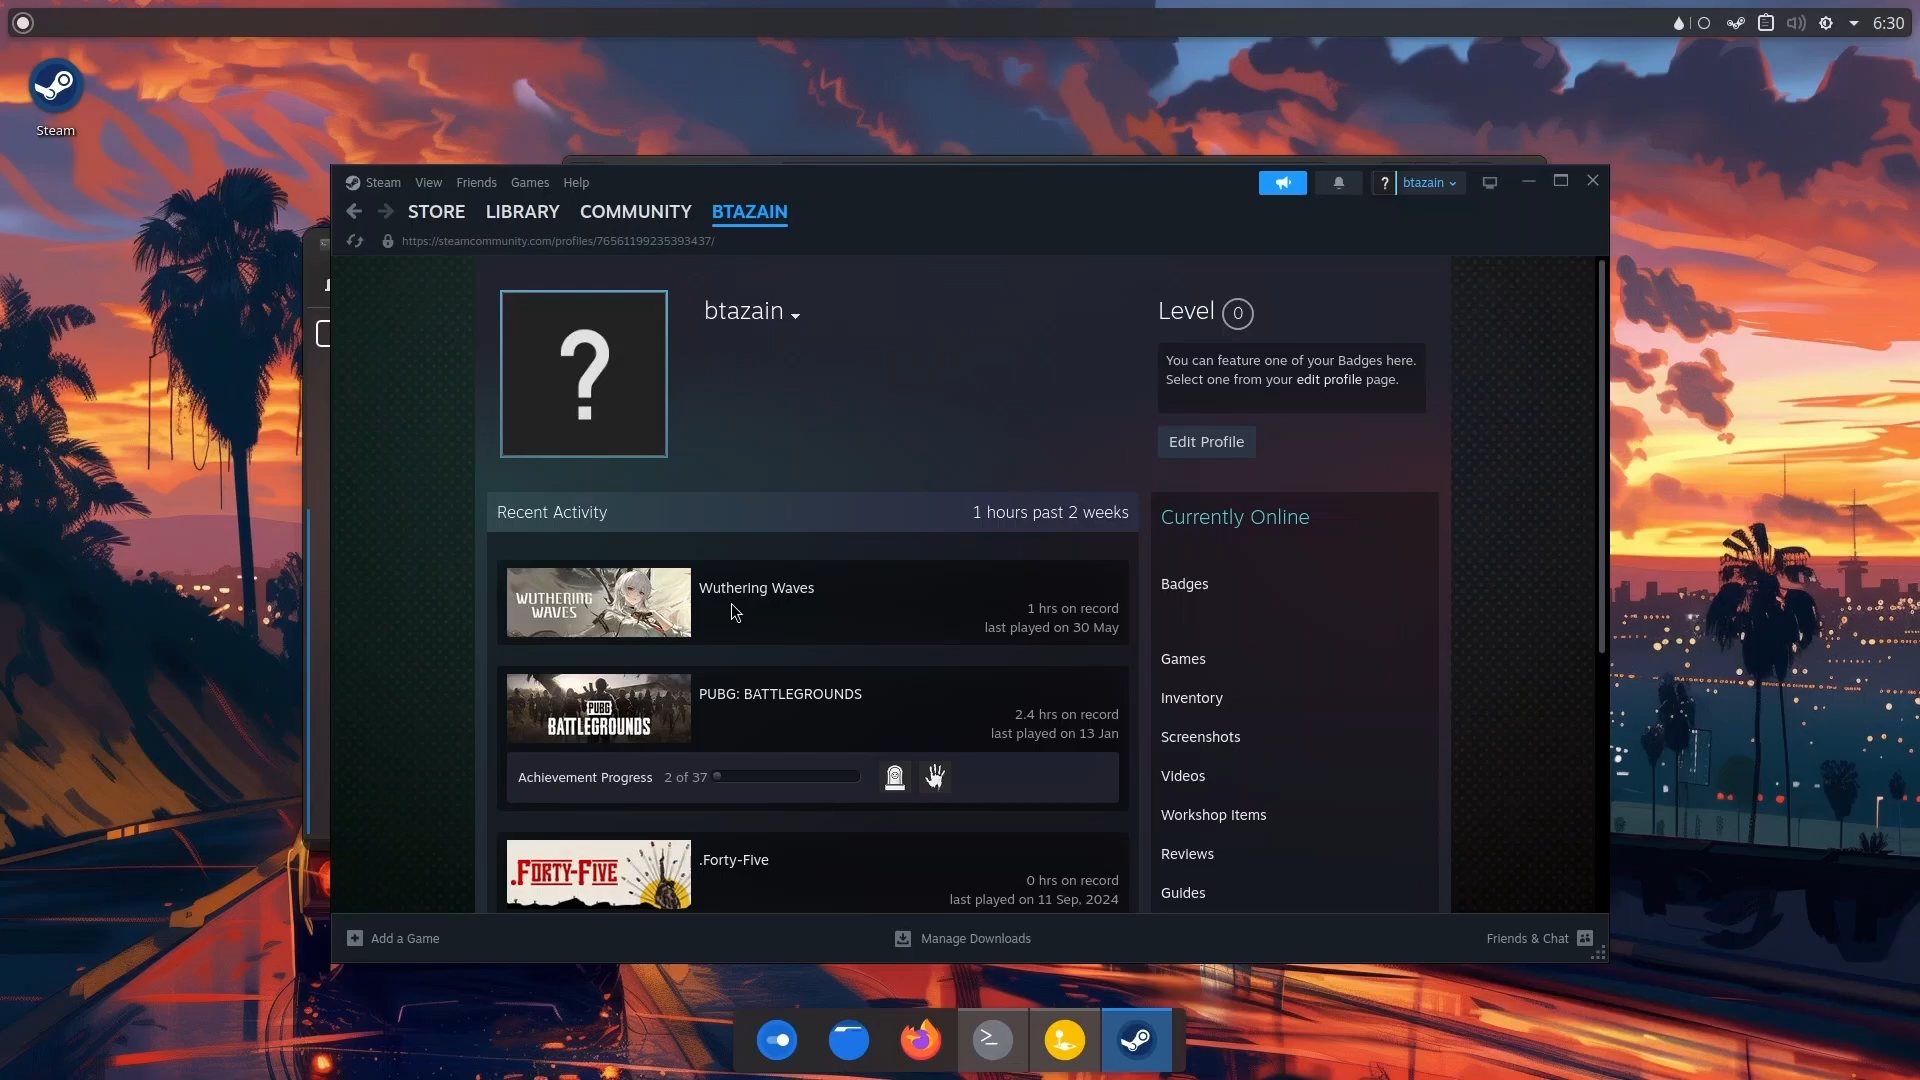 6:30
Steam
Steam View Friends Games Help
? btazain
STORE LIBRARY COMMUNITY BTAZAIN
https://steamcommunity.com/profiles/76561199235393437/
?
btazain
Level 0
You can feature one of your Badges here.
Select one from your edit profile page.
Edit Profile
Recent Activity
1 hours past 2 weeks
WUTHERING
WAVES
Wuthering Waves
1 hrs on record
last played on 30 May
PUBG
BATTLEGROUNDS
PUBG: BATTLEGROUNDS
2.4 hrs on record
last played on 13 Jan
Achievement Progress 2 of 37
.FORTY-FIVE
.Forty-Five
0 hrs on record
last played on 11 Sep, 2024
Currently Online
Badges
Games
Inventory
Screenshots
Videos
Workshop Items
Reviews
Guides
Add a Game
Manage Downloads
Friends & Chat